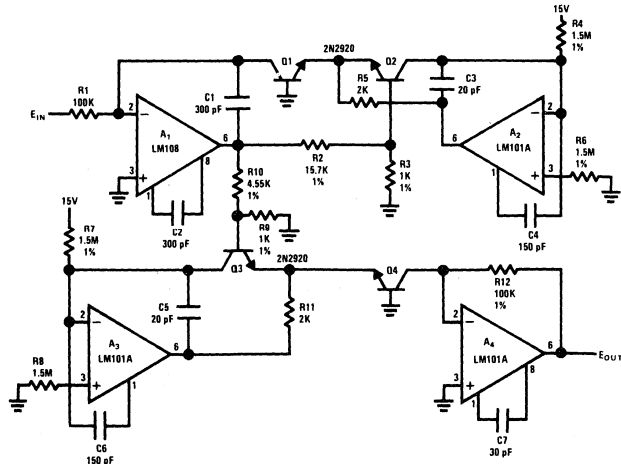 15V
R4
1.5M
1%
2N2920
Q1
Q2
R5
2K
C3
20 pF
R1
100K
EIN
C1
300 pF
2
3
A1
LM108
6
8
1
R2
15.7K
1%
R3
1K
1%
6
A2
LM101A
2
3
1
R6
1.5M
1%
C2
300 pF
R10
4.55K
1%
C4
150 pF
15V
R7
1.5M
1%
R9
1K
1%
Q3
2N2920
Q4
R12
100K
1%
C5
20 pF
R11
2K
2
3
A3
LM101A
6
1
R8
1.5M
2
3
A4
LM101A
6
8
1
EOUT
C6
150 pF
C7
30 pF